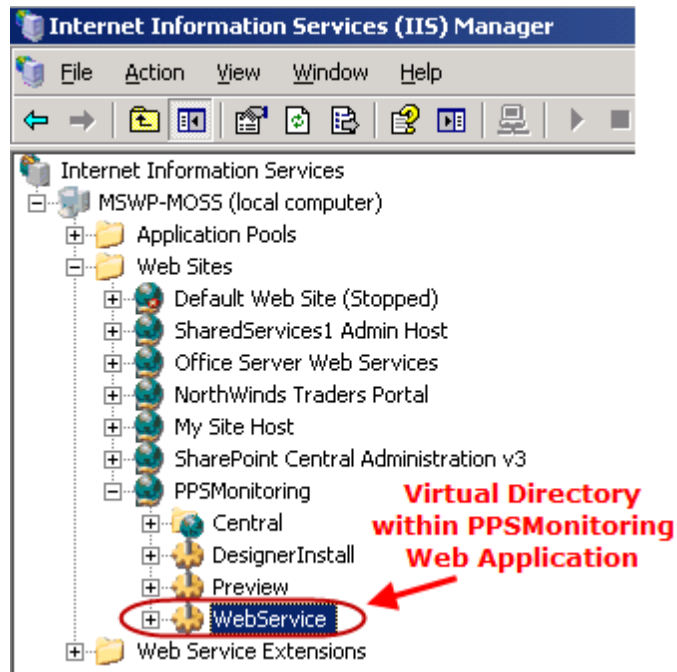 Internet Information Services (IIS) Manager
File Action View Window Help
Internet Information Services
MSWP-MOSS (local computer)
Application Pools
Web Sites
Default Web Site (Stopped)
SharedServices1 Admin Host
Office Server Web Services
NorthWinds Traders Portal
My Site Host
SharePoint Central Administration v3
PPSMonitoring
Central
DesignerInstall
Preview
WebService
Web Service Extensions
Virtual Directory
within PPSMonitoring
Web Application